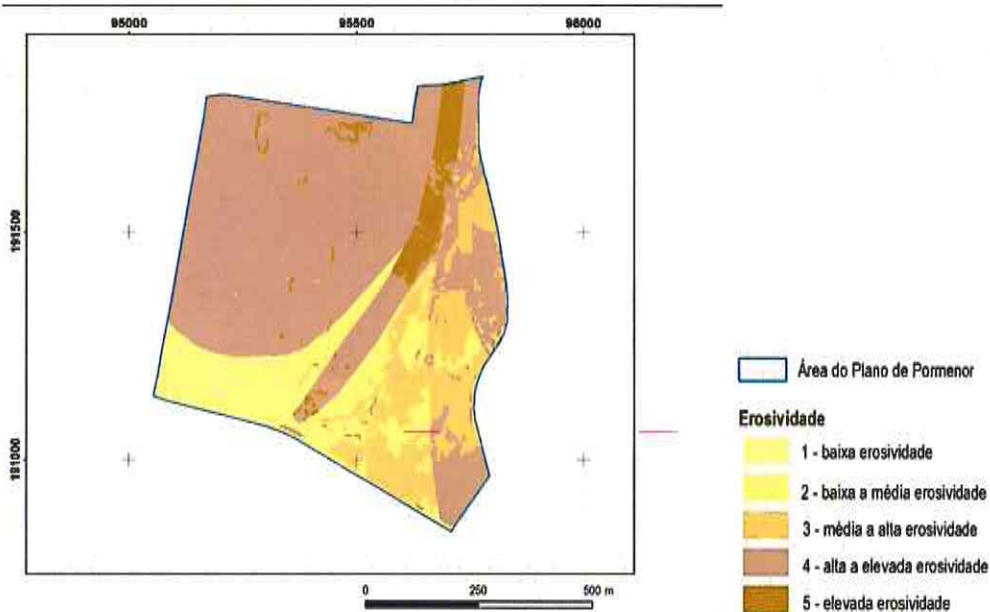 95000 95500 96000
191500
191000
Área do Plano de Pormenor
Erosividade
1 - baixa erosividade
2 - baixa a média erosividade
3 - média a alta erosividade
4 - alta a elevada erosividade
5 - elevada erosividade
0 250 500 m